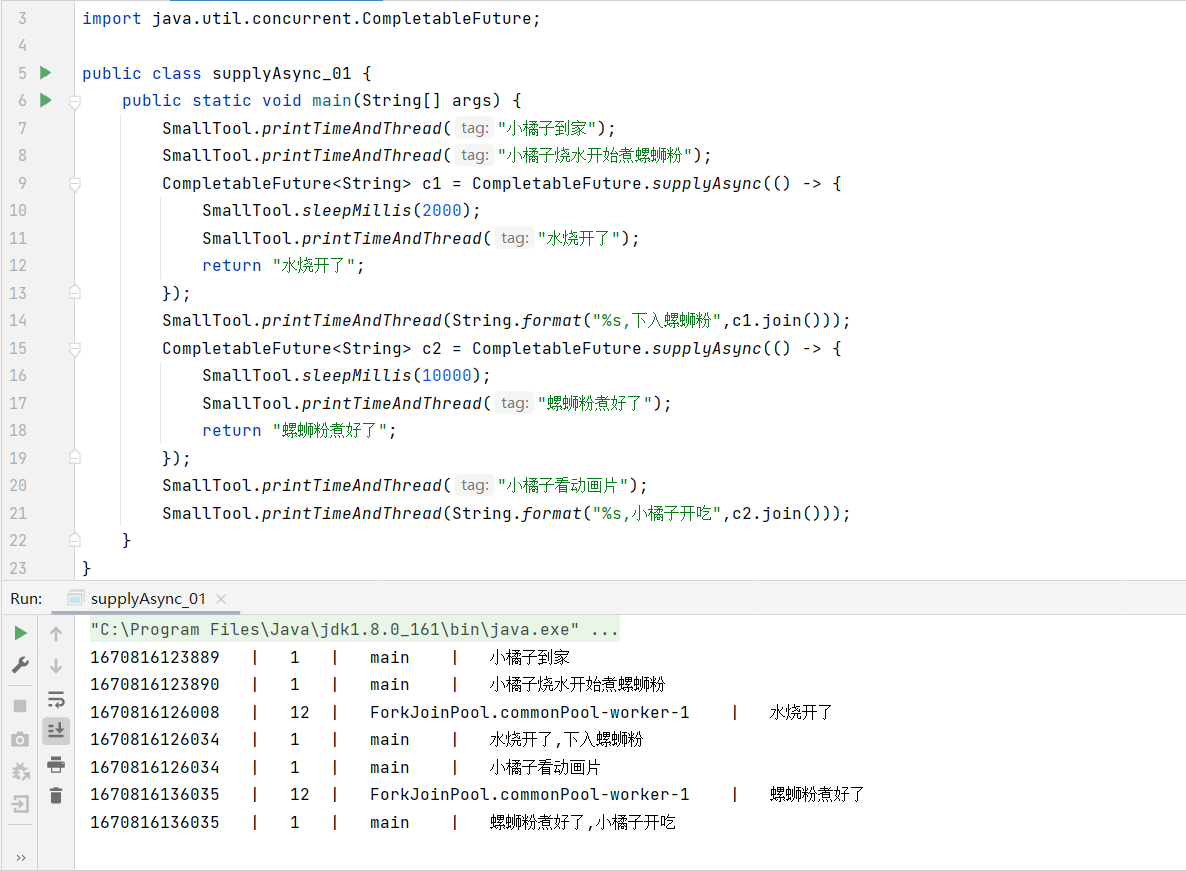 3 import java.util.concurrent.CompletableFuture;
4
5 public class supplyAsync_01 {
6 public static void main(String[] args) {
7 SmallTool.printTimeAndThread( tag: "小橘子到家");
8 SmallTool.printTimeAndThread( tag: "小橘子烧水开始煮螺蛳粉");
9 CompletableFuture<String> c1 = CompletableFuture.supplyAsync(() -> {
10 SmallTool.sleepMillis(2000);
11 SmallTool.printTimeAndThread( tag: "水烧开了");
12 return "水烧开了";
13 });
14 SmallTool.printTimeAndThread(String.format("%s,下入螺蛳粉",c1.join()));
15 CompletableFuture<String> c2 = CompletableFuture.supplyAsync(() -> {
16 SmallTool.sleepMillis(10000);
17 SmallTool.printTimeAndThread( tag: "螺蛳粉煮好了");
18 return "螺蛳粉煮好了";
19 });
20 SmallTool.printTimeAndThread( tag: "小橘子看动画片");
21 SmallTool.printTimeAndThread(String.format("%s,小橘子开吃",c2.join()));
22 }
23 }
Run: supplyAsync_01 ×
"C:\Program Files\Java\jdk1.8.0_161\bin\java.exe" ...
1670816123889 | 1 | main | 小橘子到家
1670816123890 | 1 | main | 小橘子烧水开始煮螺蛳粉
1670816126008 | 12 | ForkJoinPool.commonPool-worker-1 | 水烧开了
1670816126034 | 1 | main | 水烧开了,下入螺蛳粉
1670816126034 | 1 | main | 小橘子看动画片
1670816136035 | 12 | ForkJoinPool.commonPool-worker-1 | 螺蛳粉煮好了
1670816136035 | 1 | main | 螺蛳粉煮好了,小橘子开吃